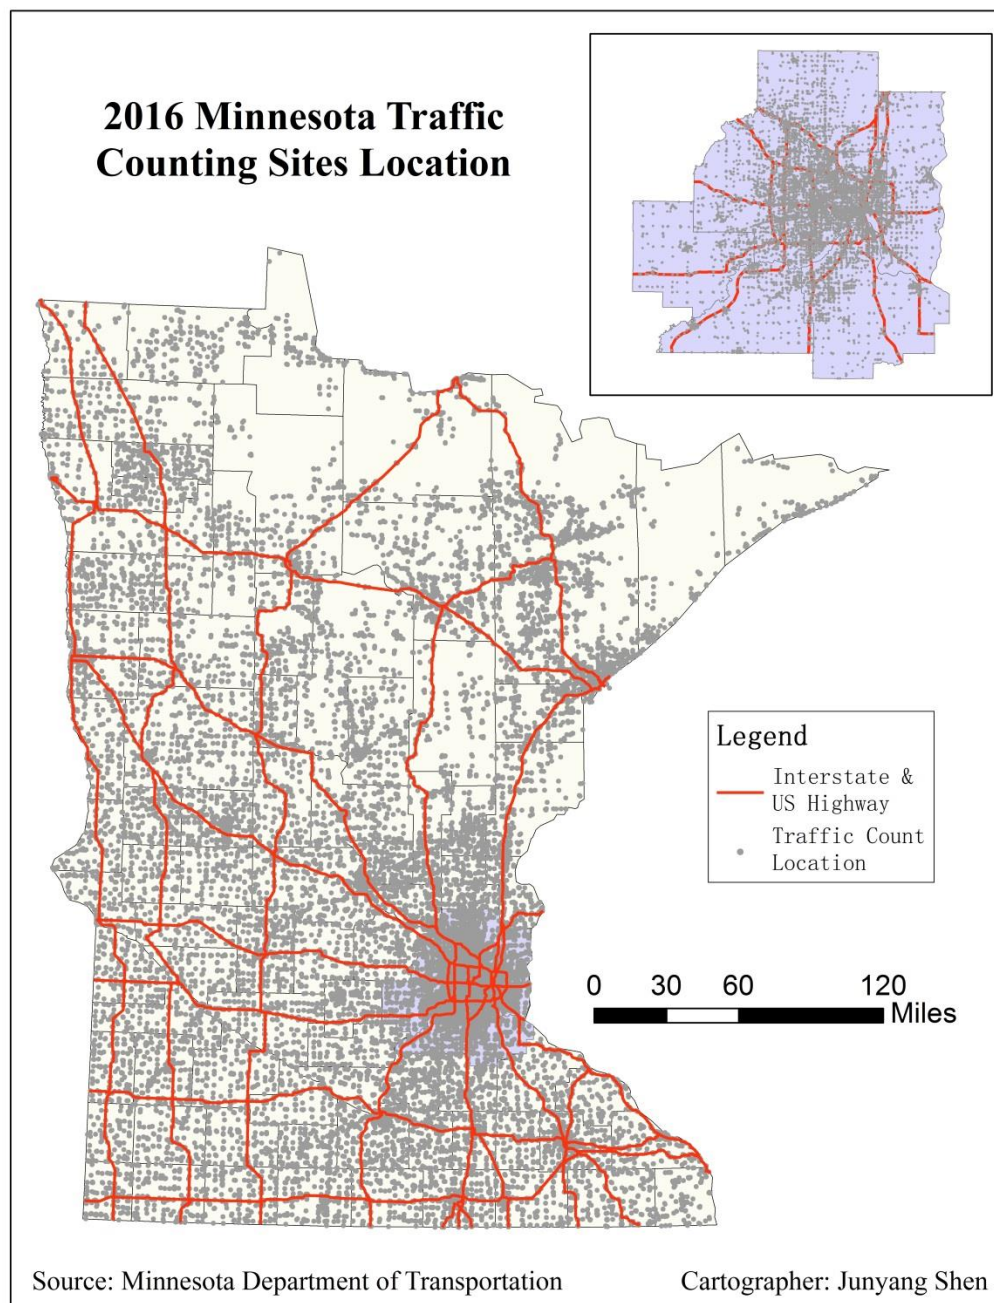 2016 Minnesota Traffic
Counting Sites Location
Legend
Interstate &
US Highway
Traffic Count
Location
0 30 60 120
Miles
Source: Minnesota Department of Transportation
Cartographer: Junyang Shen